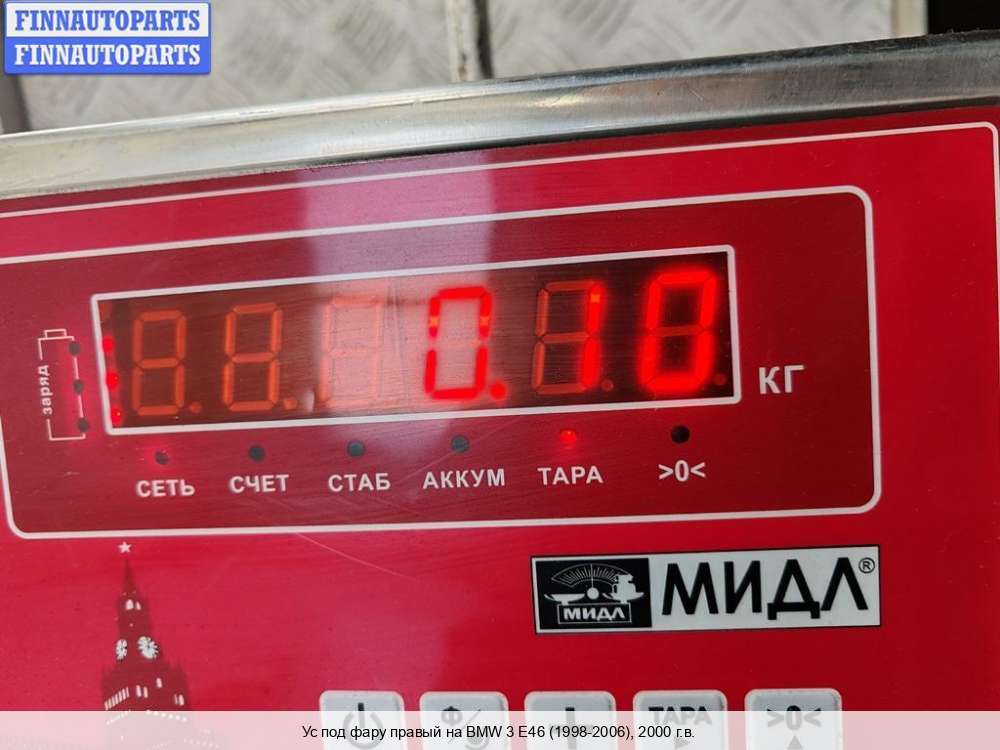 FINNAUTOPARTS
FINNAUTOPARTS
заряд
0.10
КГ
СЕТЬ
СЧЕТ
СТАБ
АККУМ
ТАРА
>0<
МИДЛ
МИДЛ®
ТАРА
>0<
Ус под фару правый на BMW 3 E46 (1998-2006), 2000 г.в.